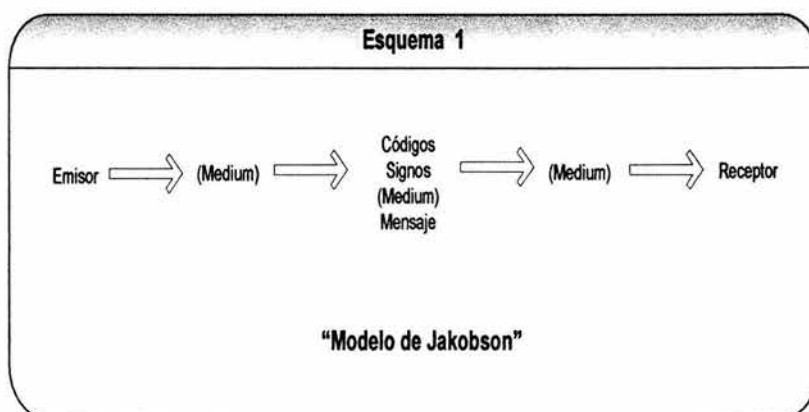 Esquema 1
Emisor (Medium) Códigos
Signos
(Medium)
Mensaje (Medium) Receptor
“Modelo de Jakobson”